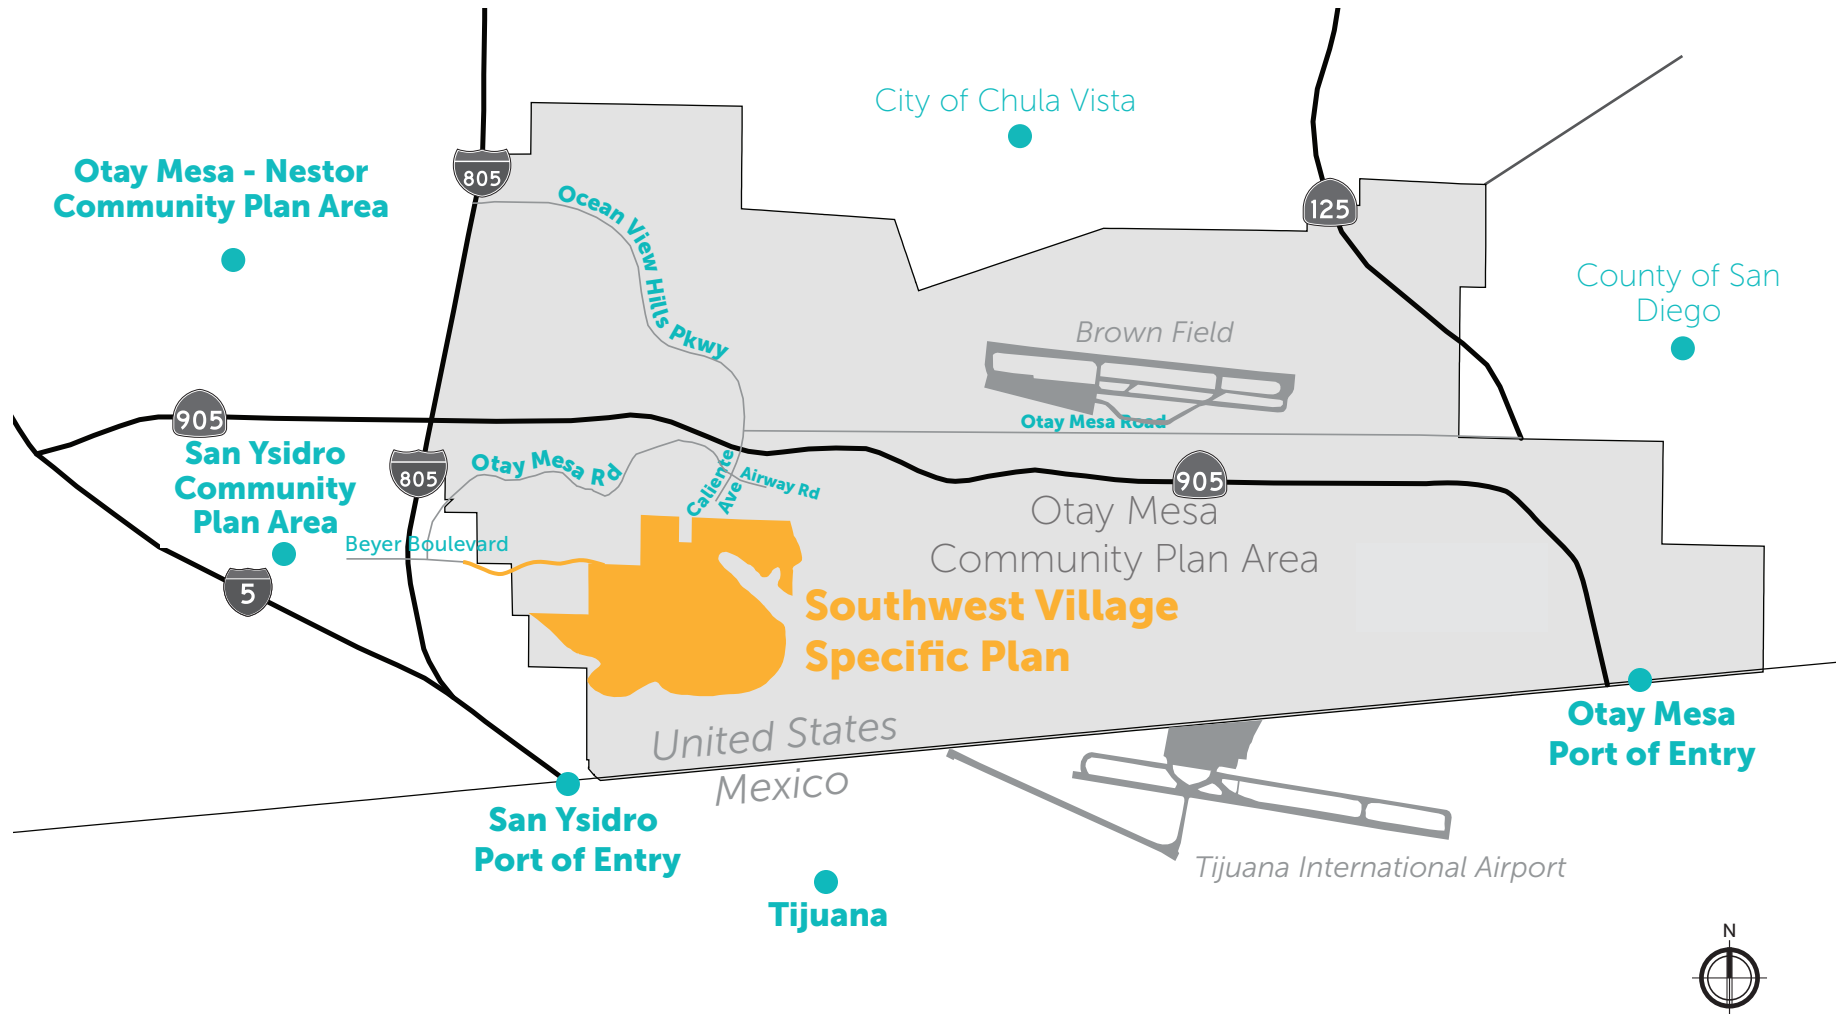 City of Chula Vista
Otay Mesa - Nestor
Community Plan Area
805
Ocean View Hills Pkwy
125
County of San
Diego
Brown Field
Otay Mesa Road
905
San Ysidro
Community
Plan Area
805
Otay Mesa Rd
Caliente
Ave
Airway Rd
905
Otay Mesa
Community Plan Area
Beyer Boulevard
5
Southwest Village
Specific Plan
United States
Mexico
Otay Mesa
Port of Entry
San Ysidro
Port of Entry
Tijuana International Airport
Tijuana
N